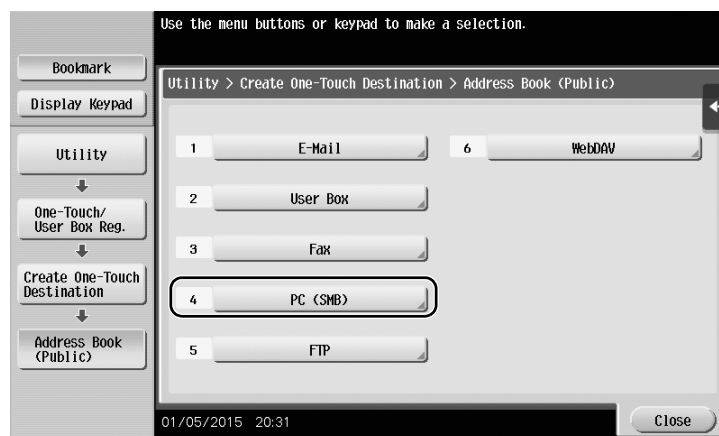 Use the menu buttons or keypad to make a selection.
Bookmark
Display Keypad
Utility
One-Touch/
User Box Reg.
Create One-Touch
Destination
Address Book
(Public)
Utility > Create One-Touch Destination > Address Book (Public)
1 E-Mail
2 User Box
3 Fax
4 PC (SMB)
5 FTP
6 WebDAV
01/05/2015 20:31
Close